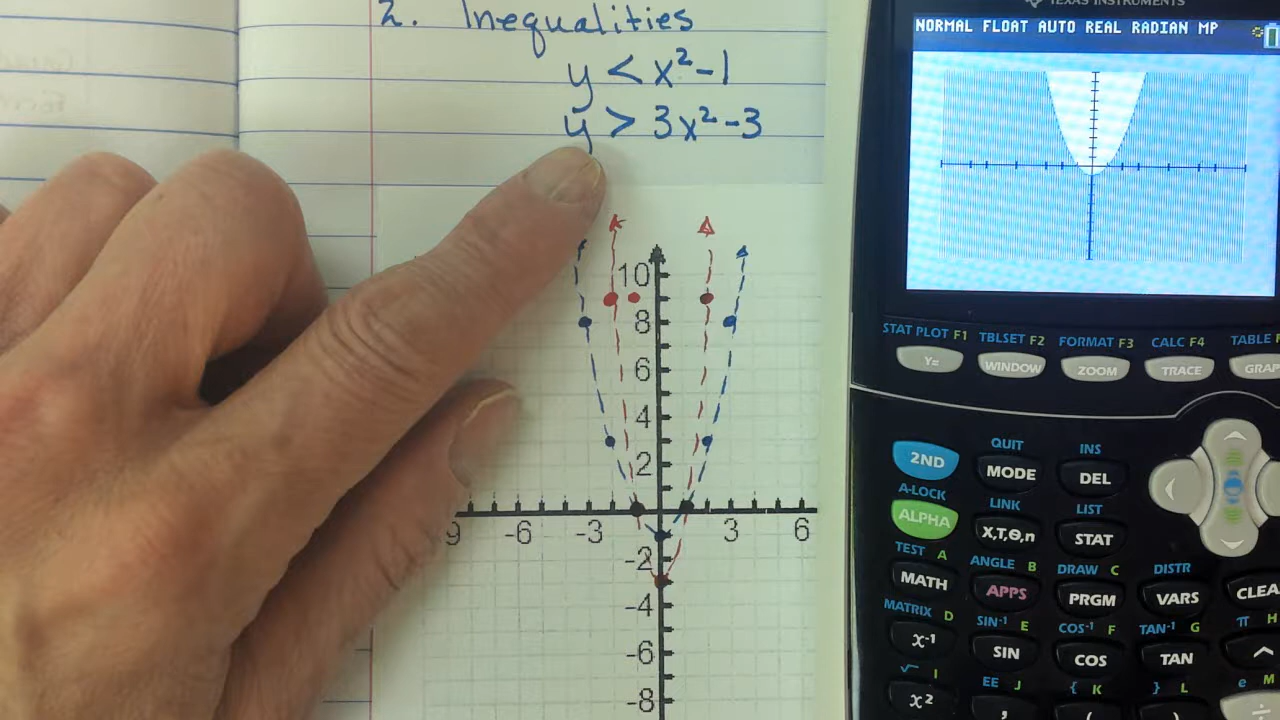 2. Inequalities
y < x² - 1
y > 3x² - 3
10
8
6
4
2
9 -6 -3 3 6
-2
-4
-6
-8
TEXAS INSTRUMENTS
NORMAL FLOAT AUTO REAL RADIAN MP
STAT PLOT F1 TBLSET F2 FORMAT F3 CALC F4 TABLE F
Y= WINDOW ZOOM TRACE GRAP
QUIT INS
2ND MODE DEL
A-LOCK LINK LIST
ALPHA X,T,Θ,n STAT
TEST A ANGLE B DRAW C DISTR
MATH APPS PRGM VARS CLEA
MATRIX D SIN⁻¹ E COS⁻¹ F TAN⁻¹ G π H
x⁻¹ SIN COS TAN ^
√ I EE J { K } L e M
x² , ( ) ÷